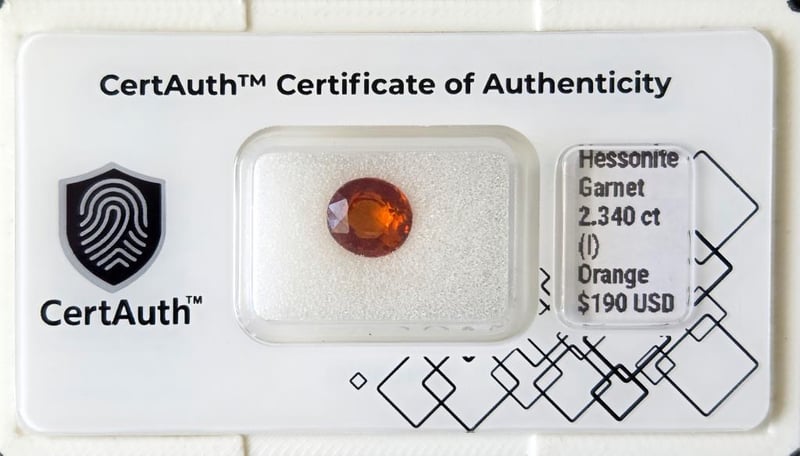 CertAuth™ Certificate of Authenticity
CertAuth™
Hessonite
Garnet
2.340 ct
(I)
Orange
$190 USD